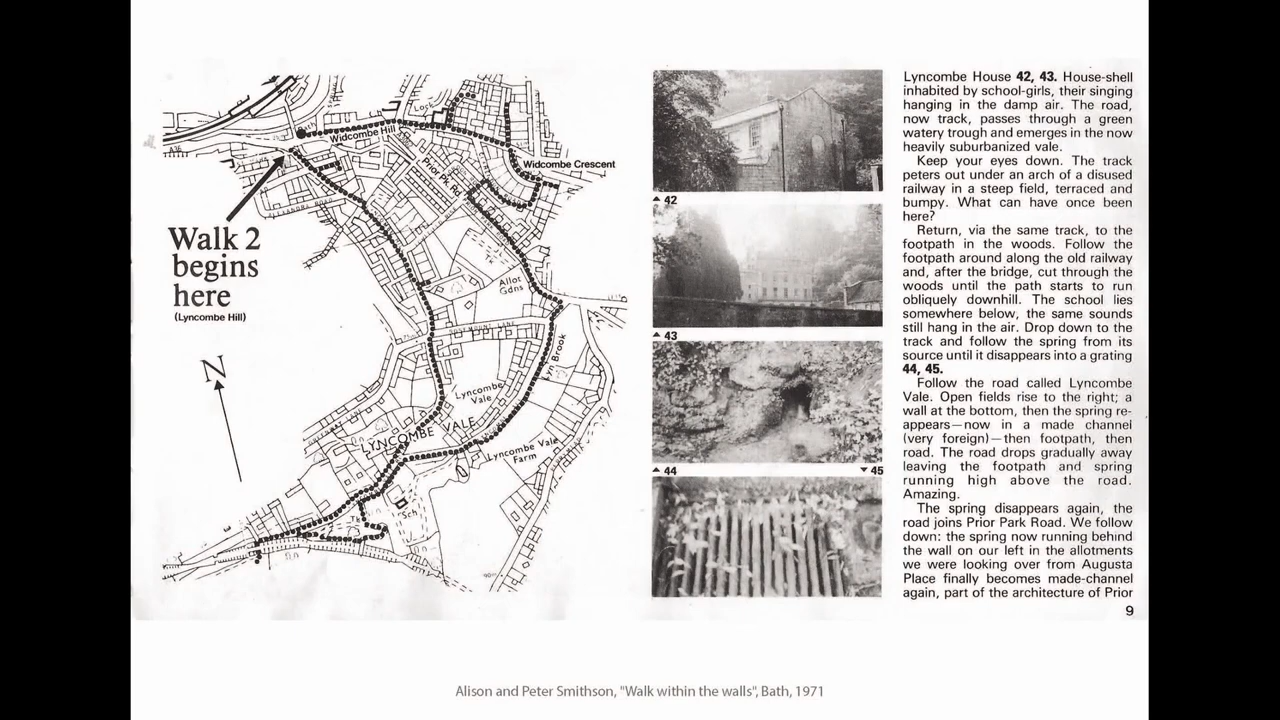 Lock
A36
Widcombe Hill
Widcombe Crescent
Prior Pk Rd
Walk 2
begins
here
(Lyncombe Hill)
Allot
Gdns
N
Lyn Brook
Lyncombe
Vale
LYNCOMBE VALE
Lyncombe Vale
Farm
Sch
▲ 42
▲ 43
▲ 44 ▼ 45
Lyncombe House 42, 43. House-shell
inhabited by school-girls, their singing
hanging in the damp air. The road,
now track, passes through a green
watery trough and emerges in the now
heavily suburbanized vale.
Keep your eyes down. The track
peters out under an arch of a disused
railway in a steep field, terraced and
bumpy. What can have once been
here?
Return, via the same track, to the
footpath in the woods. Follow the
footpath around along the old railway
and, after the bridge, cut through the
woods until the path starts to run
obliquely downhill. The school lies
somewhere below, the same sounds
still hang in the air. Drop down to the
track and follow the spring from its
source until it disappears into a grating
44, 45.
Follow the road called Lyncombe
Vale. Open fields rise to the right; a
wall at the bottom, then the spring re-
appears—now in a made channel
(very foreign)—then footpath, then
road. The road drops gradually away
leaving the footpath and spring
running high above the road.
Amazing.
The spring disappears again, the
road joins Prior Park Road. We follow
down: the spring now running behind
the wall on our left in the allotments
we were looking over from Augusta
Place finally becomes made-channel
again, part of the architecture of Prior
9
Alison and Peter Smithson, "Walk within the walls", Bath, 1971